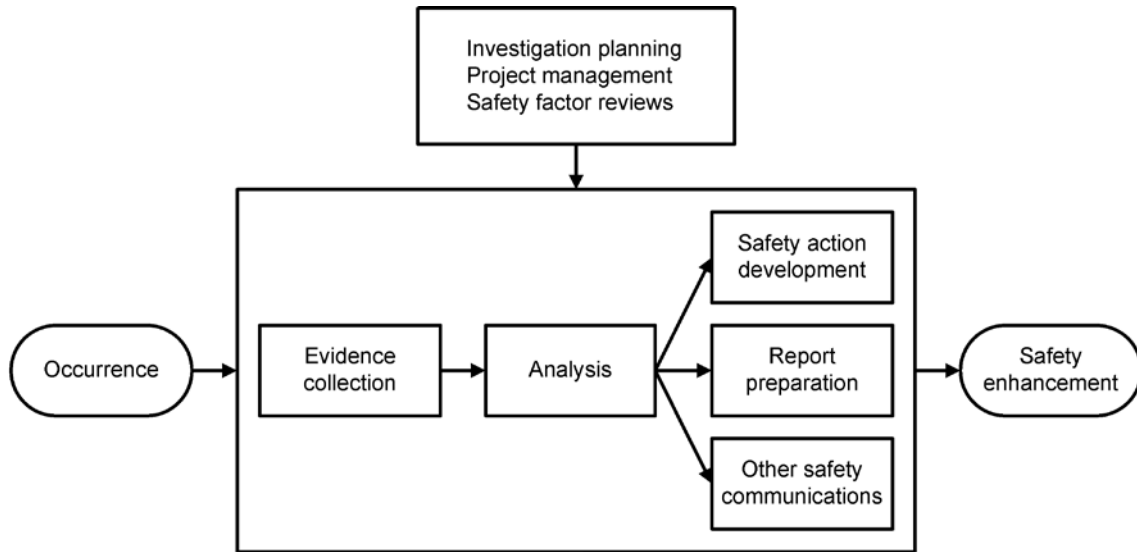 Investigation planning
Project management
Safety factor reviews
Occurrence
Evidence
collection
Analysis
Safety action
development
Report
preparation
Other safety
communications
Safety
enhancement